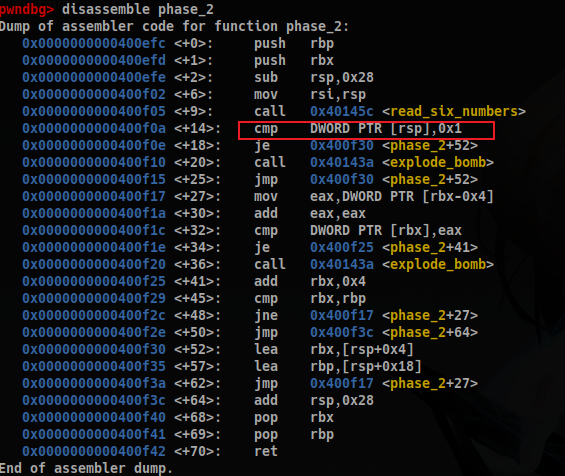 pwndbg> disassemble phase_2
Dump of assembler code for function phase_2:
   0x0000000000400efc <+0>:     push   rbp
   0x0000000000400efd <+1>:     push   rbx
   0x0000000000400efe <+2>:     sub    rsp,0x28
   0x0000000000400f02 <+6>:     mov    rsi,rsp
   0x0000000000400f05 <+9>:     call   0x40145c <read_six_numbers>
   0x0000000000400f0a <+14>:    cmp    DWORD PTR [rsp],0x1
   0x0000000000400f0e <+18>:    je     0x400f30 <phase_2+52>
   0x0000000000400f10 <+20>:    call   0x40143a <explode_bomb>
   0x0000000000400f15 <+25>:    jmp    0x400f30 <phase_2+52>
   0x0000000000400f17 <+27>:    mov    eax,DWORD PTR [rbx-0x4]
   0x0000000000400f1a <+30>:    add    eax,eax
   0x0000000000400f1c <+32>:    cmp    DWORD PTR [rbx],eax
   0x0000000000400f1e <+34>:    je     0x400f25 <phase_2+41>
   0x0000000000400f20 <+36>:    call   0x40143a <explode_bomb>
   0x0000000000400f25 <+41>:    add    rbx,0x4
   0x0000000000400f29 <+45>:    cmp    rbx,rbp
   0x0000000000400f2c <+48>:    jne    0x400f17 <phase_2+27>
   0x0000000000400f2e <+50>:    jmp    0x400f3c <phase_2+64>
   0x0000000000400f30 <+52>:    lea    rbx,[rsp+0x4]
   0x0000000000400f35 <+57>:    lea    rbp,[rsp+0x18]
   0x0000000000400f3a <+62>:    jmp    0x400f17 <phase_2+27>
   0x0000000000400f3c <+64>:    add    rsp,0x28
   0x0000000000400f40 <+68>:    pop    rbx
   0x0000000000400f41 <+69>:    pop    rbp
   0x0000000000400f42 <+70>:    ret
End of assembler dump.